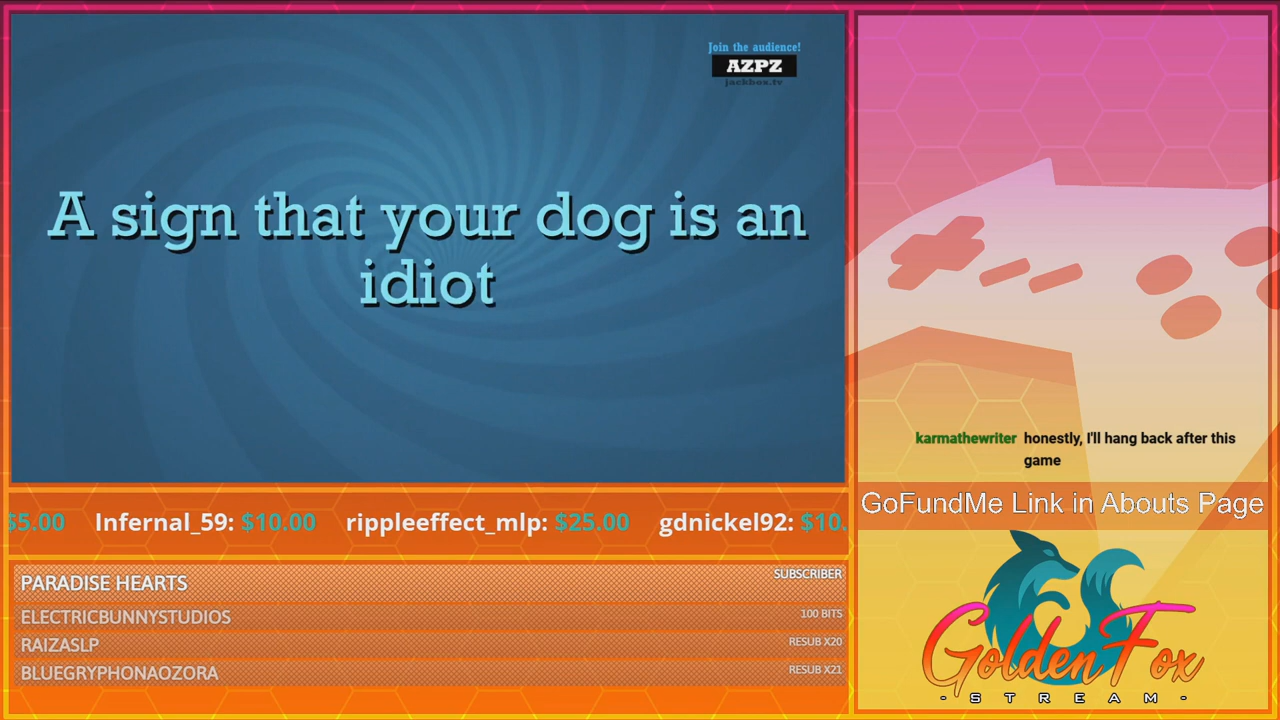 Join the audience!
AZPZ
jackbox.tv
A sign that your dog is an
idiot
karmathewriter honestly, I'll hang back after this
game
GoFundMe Link in Abouts Page
$5.00 Infernal_59: $10.00 rippleeffect_mlp: $25.00 gdnickel92: $10.
PARADISE HEARTS SUBSCRIBER
ELECTRICBUNNYSTUDIOS 100 BITS
RAIZASLP RESUB X20
BLUEGRYPHONAOZORA RESUB X21
GoldenFox
- STREAM -